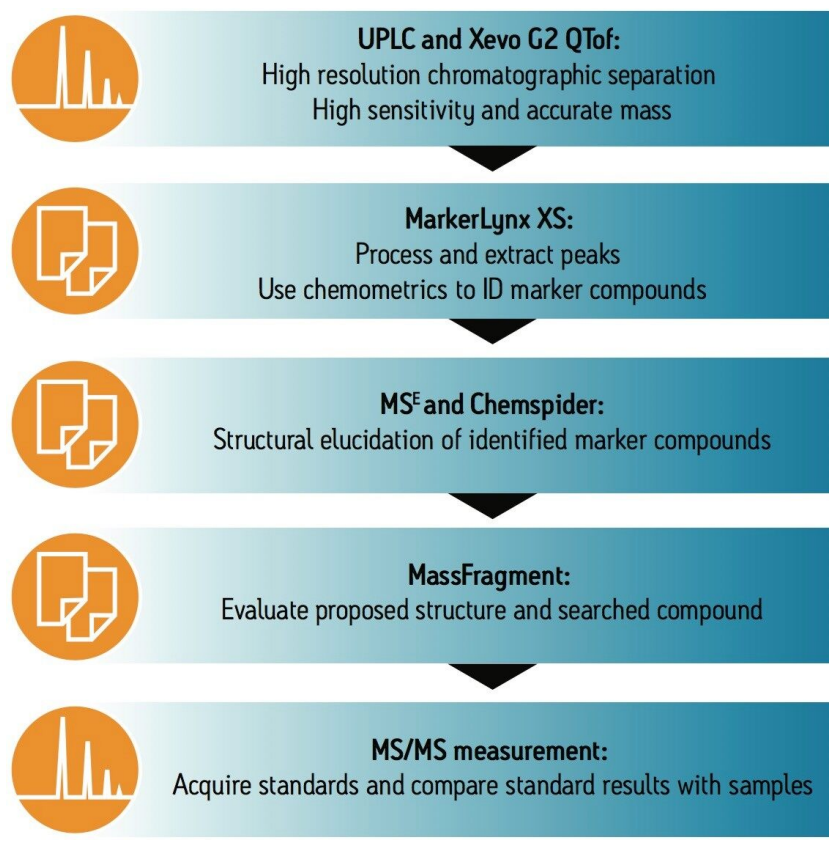 UPLC and Xevo G2 QTof:
High resolution chromatographic separation
High sensitivity and accurate mass
MarkerLynx XS:
Process and extract peaks
Use chemometrics to ID marker compounds
MSᴱ and Chemspider:
Structural elucidation of identified marker compounds
MassFragment:
Evaluate proposed structure and searched compound
MS/MS measurement:
Acquire standards and compare standard results with samples